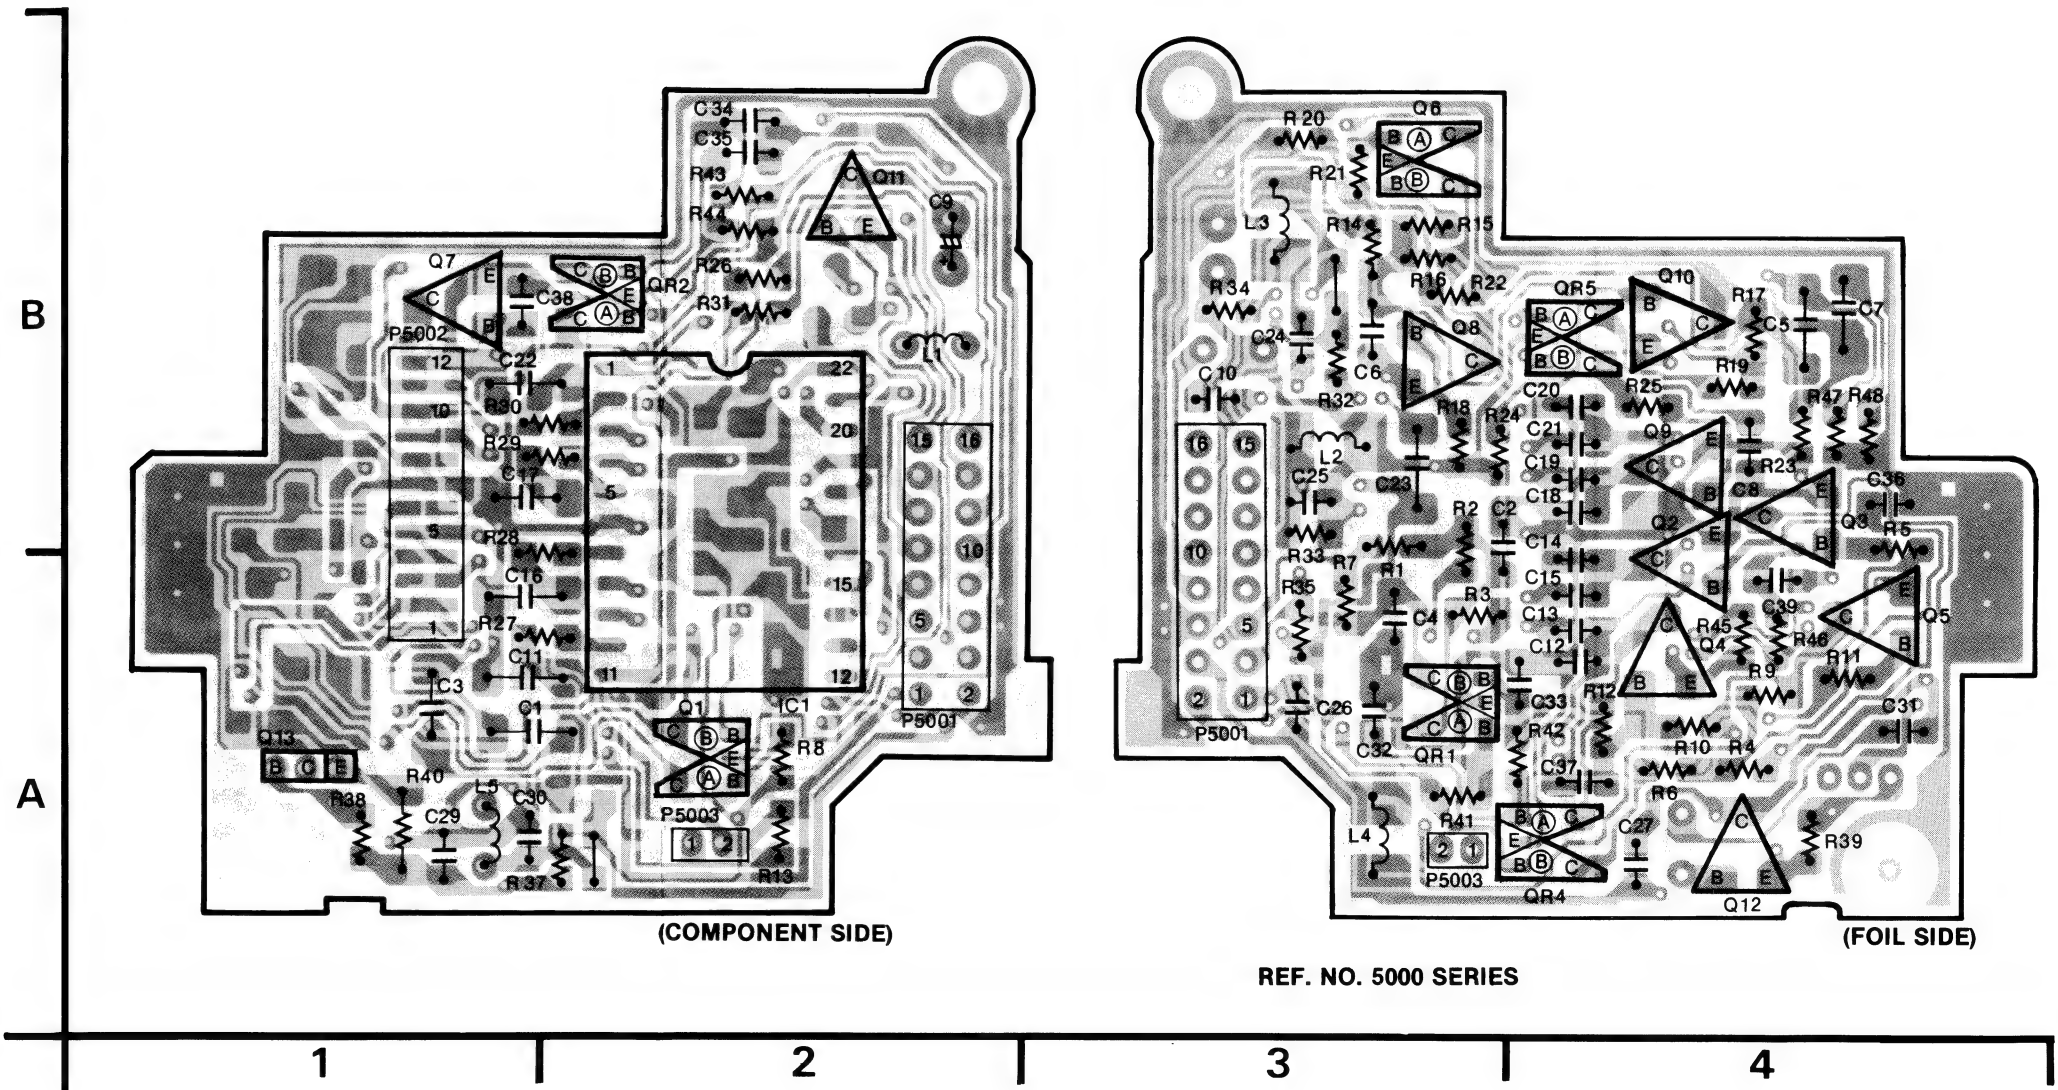 C34
C35
R43
R44
C
Q11
B
E
C9
R26
R31
Q7
E
C
B
C38
C
B
B
QR2
E
C
A
B
P5002
12
10
5
1
C22
R30
R29
C17
R28
C16
R27
C11
C3
C1
1
22
20
5
15
11
12
L1
15
16
10
5
1
2
P5001
IC1
Q1
C
B
B
E
C
A
B
R8
Q13
B
C
E
R40
R38
C29
L5
C30
R37
P5003
1
2
R13
(COMPONENT SIDE)
R20
Q6
B
A
C
E
B
B
C
R21
L3
R14
R15
R16
R22
R34
C24
C6
C10
R32
Q8
C
E
R18
R24
QR5
B
A
C
E
B
B
C
Q10
B
C
E
R17
C5
C7
R19
R25
C20
C21
C19
C18
C14
C15
C13
C12
R47
R48
Q9
E
C
B
R23
C8
C36
16
15
10
5
2
1
P5001
L2
C25
C23
R33
R2
C2
R1
R7
R35
R3
C4
Q2
E
C
B
Q3
E
C
B
R5
C39
Q5
E
C
B
R45
R46
Q4
C
B
E
R9
R11
C26
C32
C
B
B
E
C
A
B
QR1
C33
R12
R42
C31
R10
R4
C37
R6
L4
R41
2
1
P5003
B
A
C
E
B
B
C
QR4
C27
C
B
E
Q12
R39
(FOIL SIDE)
REF. NO. 5000 SERIES
B
A
1
2
3
4